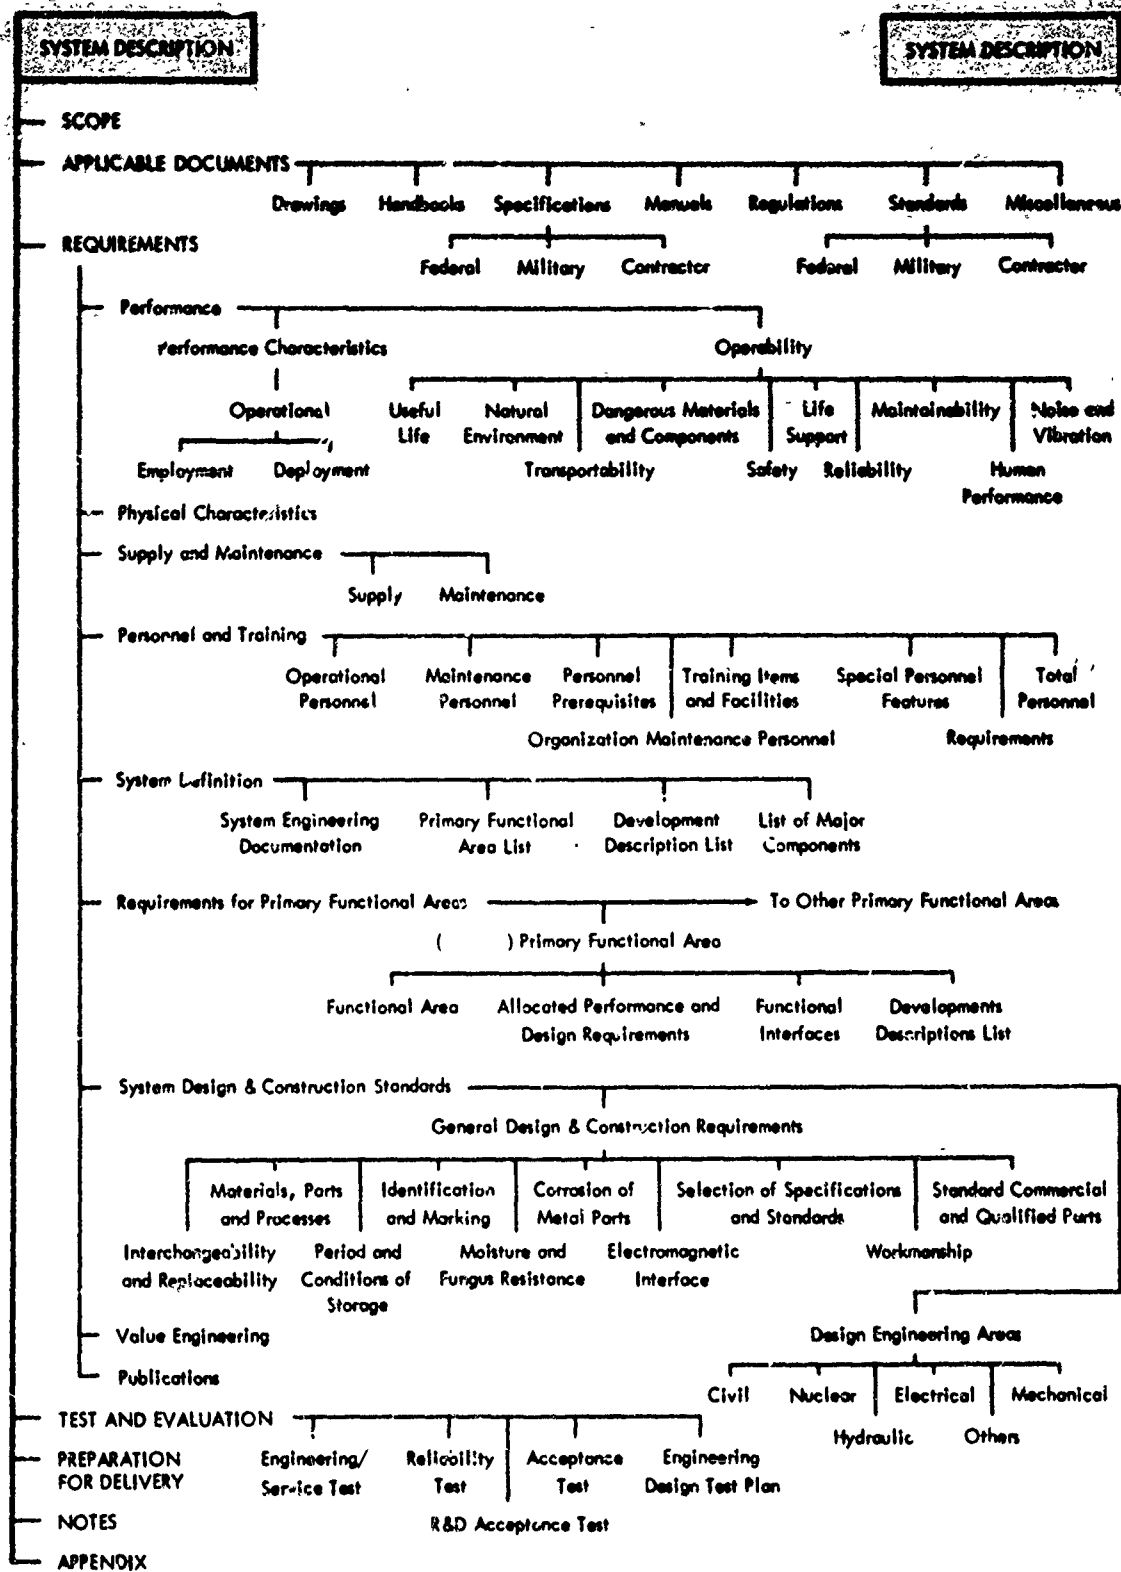 SYSTEM DESCRIPTION
SYSTEM DESCRIPTION
SCOPE
APPLICABLE DOCUMENTS
Drawings Handbooks Specifications Manuals Regulations Standards Miscellaneous
REQUIREMENTS
Federal Military Contractor Federal Military Contractor
Performance
Performance Characteristics Operability
Operational Useful Natural Dangerous Materials Life Maintainability Noise and
Life Environment and Components Support Vibration
Employment Deployment Transportability Safety Reliability Human
Performance
Physical Characteristics
Supply and Maintenance
Supply Maintenance
Personnel and Training
Operational Maintenance Personnel Training Items Special Personnel Total
Personnel Personnel Prerequisites and Facilities Features Personnel
Organization Maintenance Personnel Requirements
System Definition
System Engineering Primary Functional Development List of Major
Documentation Area List Description List Components
Requirements for Primary Functional Areas To Other Primary Functional Areas
( ) Primary Functional Area
Functional Area Allocated Performance and Functional Developments
Design Requirements Interfaces Descriptions List
System Design & Construction Standards
General Design & Construction Requirements
Materials, Parts Identification Corrosion of Selection of Specifications Standard Commercial
and Processes and Marking Metal Parts and Standards and Qualified Parts
Interchangeability Period and Moisture and Electromagnetic Workmanship
and Replaceability Conditions of Fungus Resistance Interface
Storage
Value Engineering Design Engineering Areas
Publications
Civil Nuclear Electrical Mechanical
TEST AND EVALUATION
Hydraulic Others
PREPARATION Engineering/ Reliability Acceptance Engineering
FOR DELIVERY Service Test Test Test Design Test Plan
NOTES R&D Acceptance Test
APPENDIX